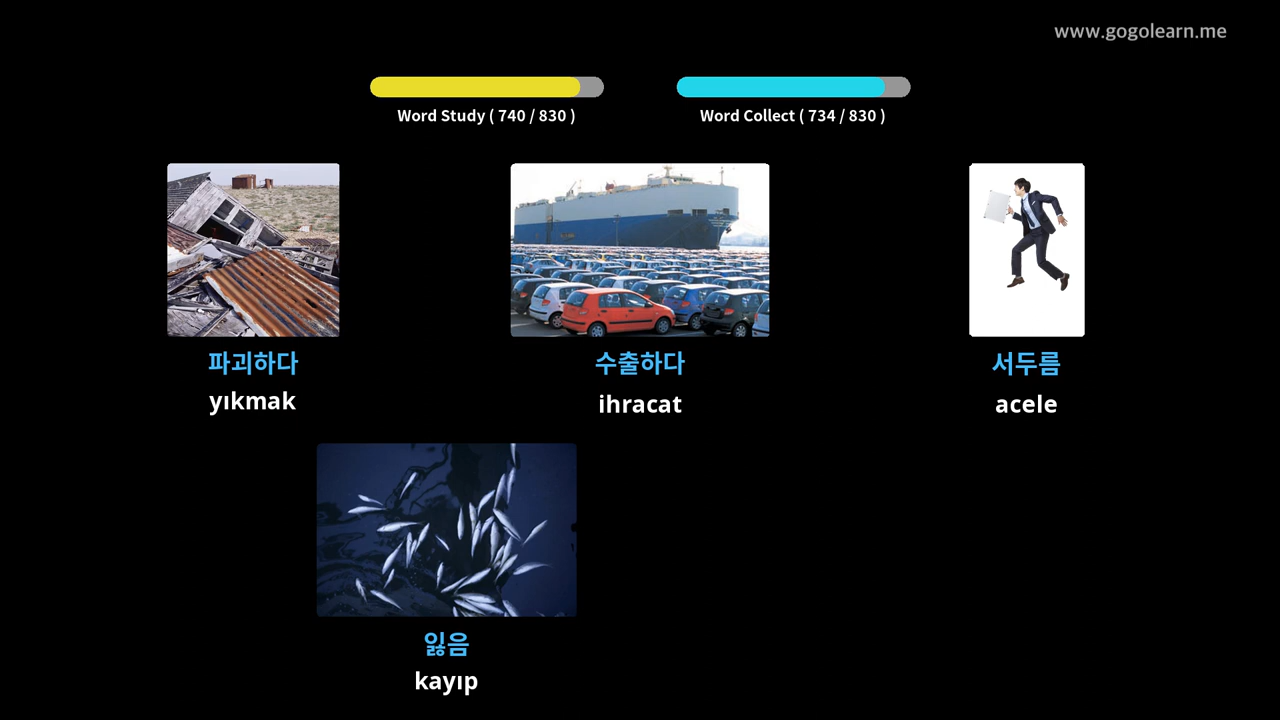 www.gogolearn.me
Word Study ( 740 / 830 )
Word Collect ( 734 / 830 )
파괴하다
yıkmak
수출하다
ihracat
서두름
acele
잃음
kayıp